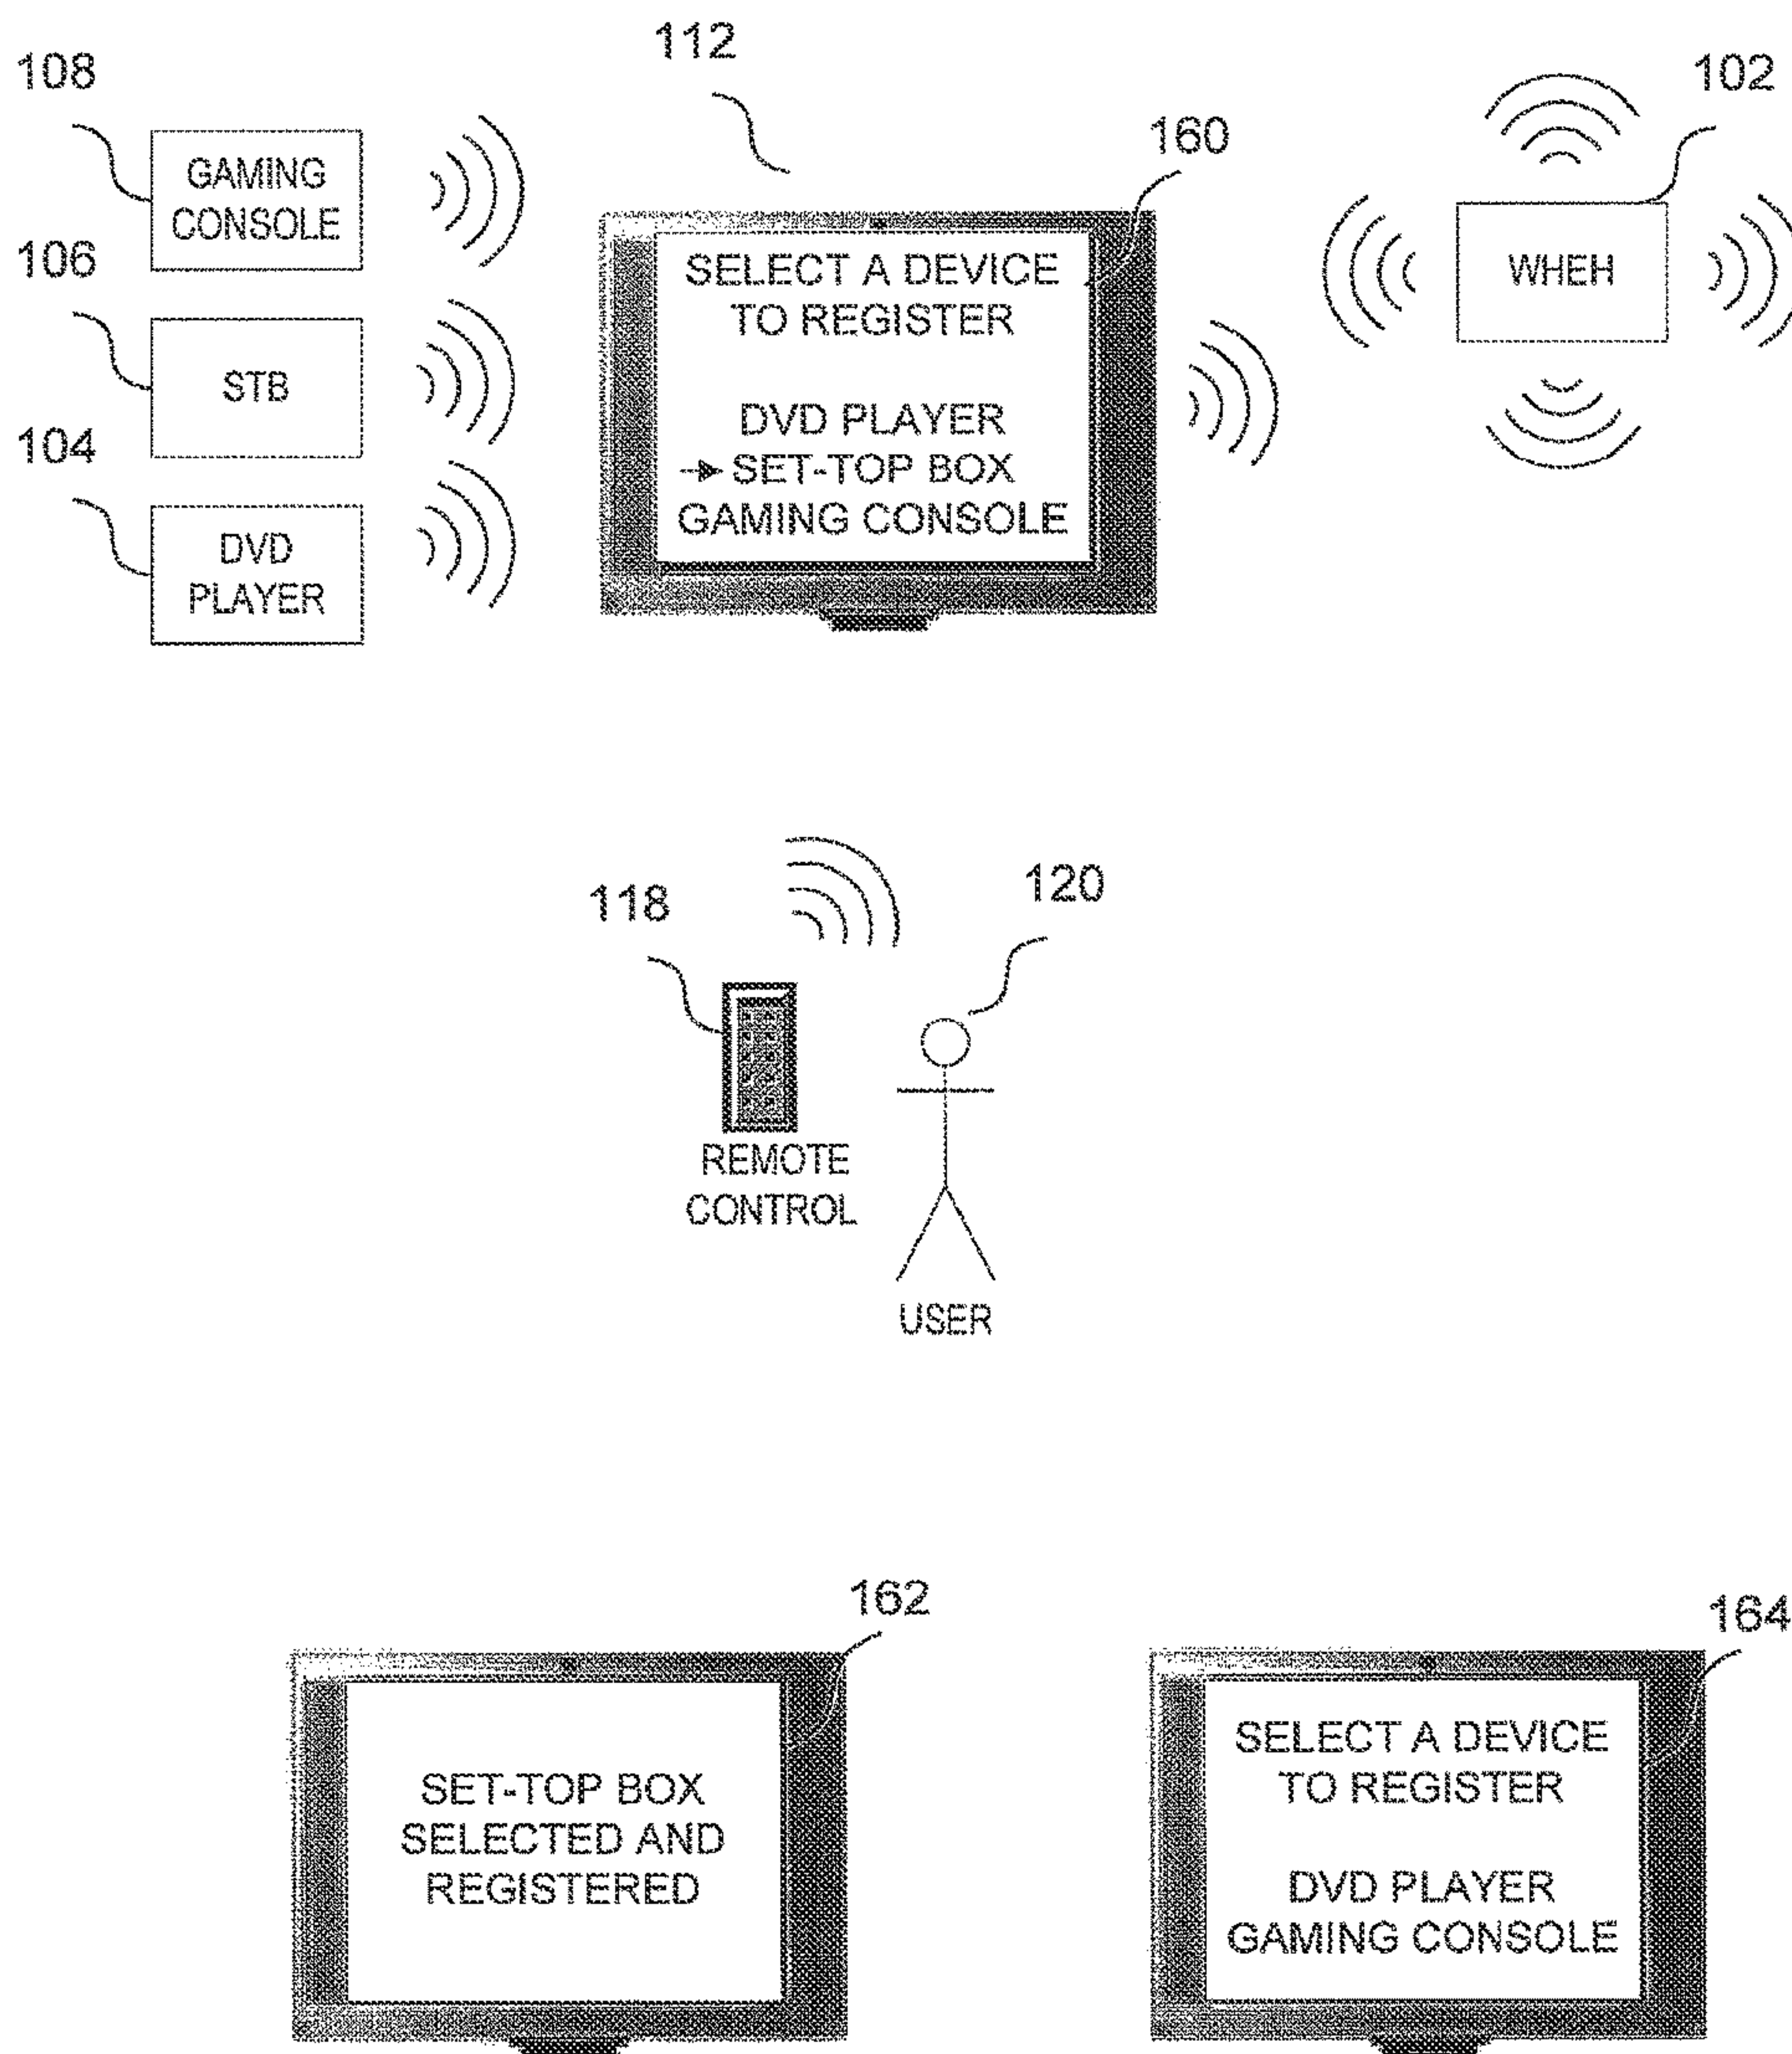 112
108
102
160
GAMING
CONSOLE
SELECT A DEVICE
TO REGISTER
WHEH
106
STB
DVD PLAYER
SET-TOP BOX
GAMING CONSOLE
104
DVD
PLAYER
118
120
REMOTE
CONTROL
USER
162
164
SET-TOP BOX
SELECTED AND
REGISTERED
SELECT A DEVICE
TO REGISTER
DVD PLAYER
GAMING CONSOLE